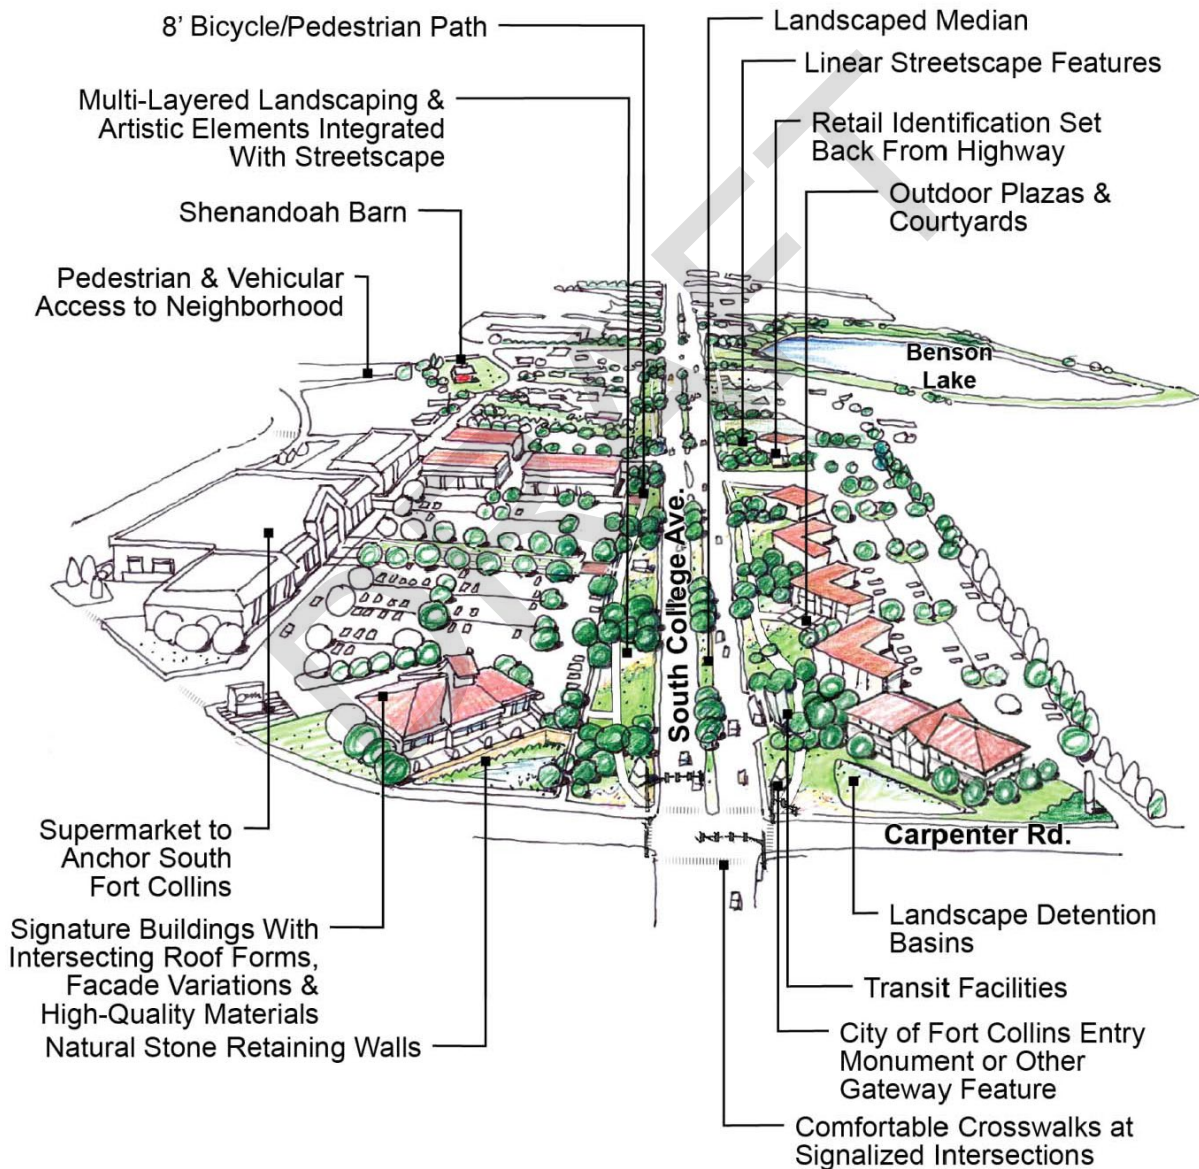 8' Bicycle/Pedestrian Path
Landscaped Median
Linear Streetscape Features
Multi-Layered Landscaping &
Artistic Elements Integrated
With Streetscape
Retail Identification Set
Back From Highway
Outdoor Plazas &
Courtyards
Shenandoah Barn
Pedestrian & Vehicular
Access to Neighborhood
Benson
Lake
South College Ave.
Carpenter Rd.
Supermarket to
Anchor South
Fort Collins
Signature Buildings With
Intersecting Roof Forms,
Facade Variations &
High-Quality Materials
Natural Stone Retaining Walls
Landscape Detention
Basins
Transit Facilities
City of Fort Collins Entry
Monument or Other
Gateway Feature
Comfortable Crosswalks at
Signalized Intersections